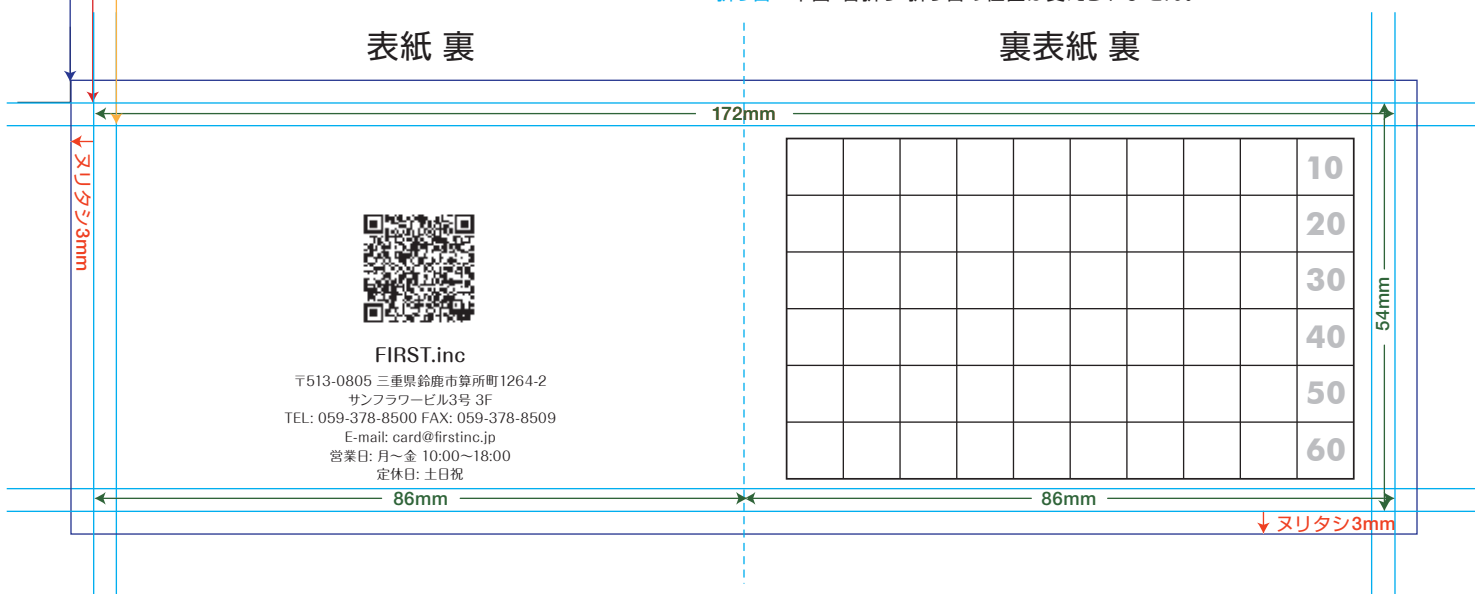 表紙 裏
裏表紙 裏
172mm
ヌリタシ3mm
10
20
30
40
50
60
54mm
FIRST.inc
〒513-0805 三重県鈴鹿市算所町1264-2
サンフラワービル3号 3F
TEL: 059-378-8500 FAX: 059-378-8509
E-mail: card@firstinc.jp
営業日: 月～金 10:00～18:00
定休日: 土日祝
86mm
86mm
ヌリタシ3mm